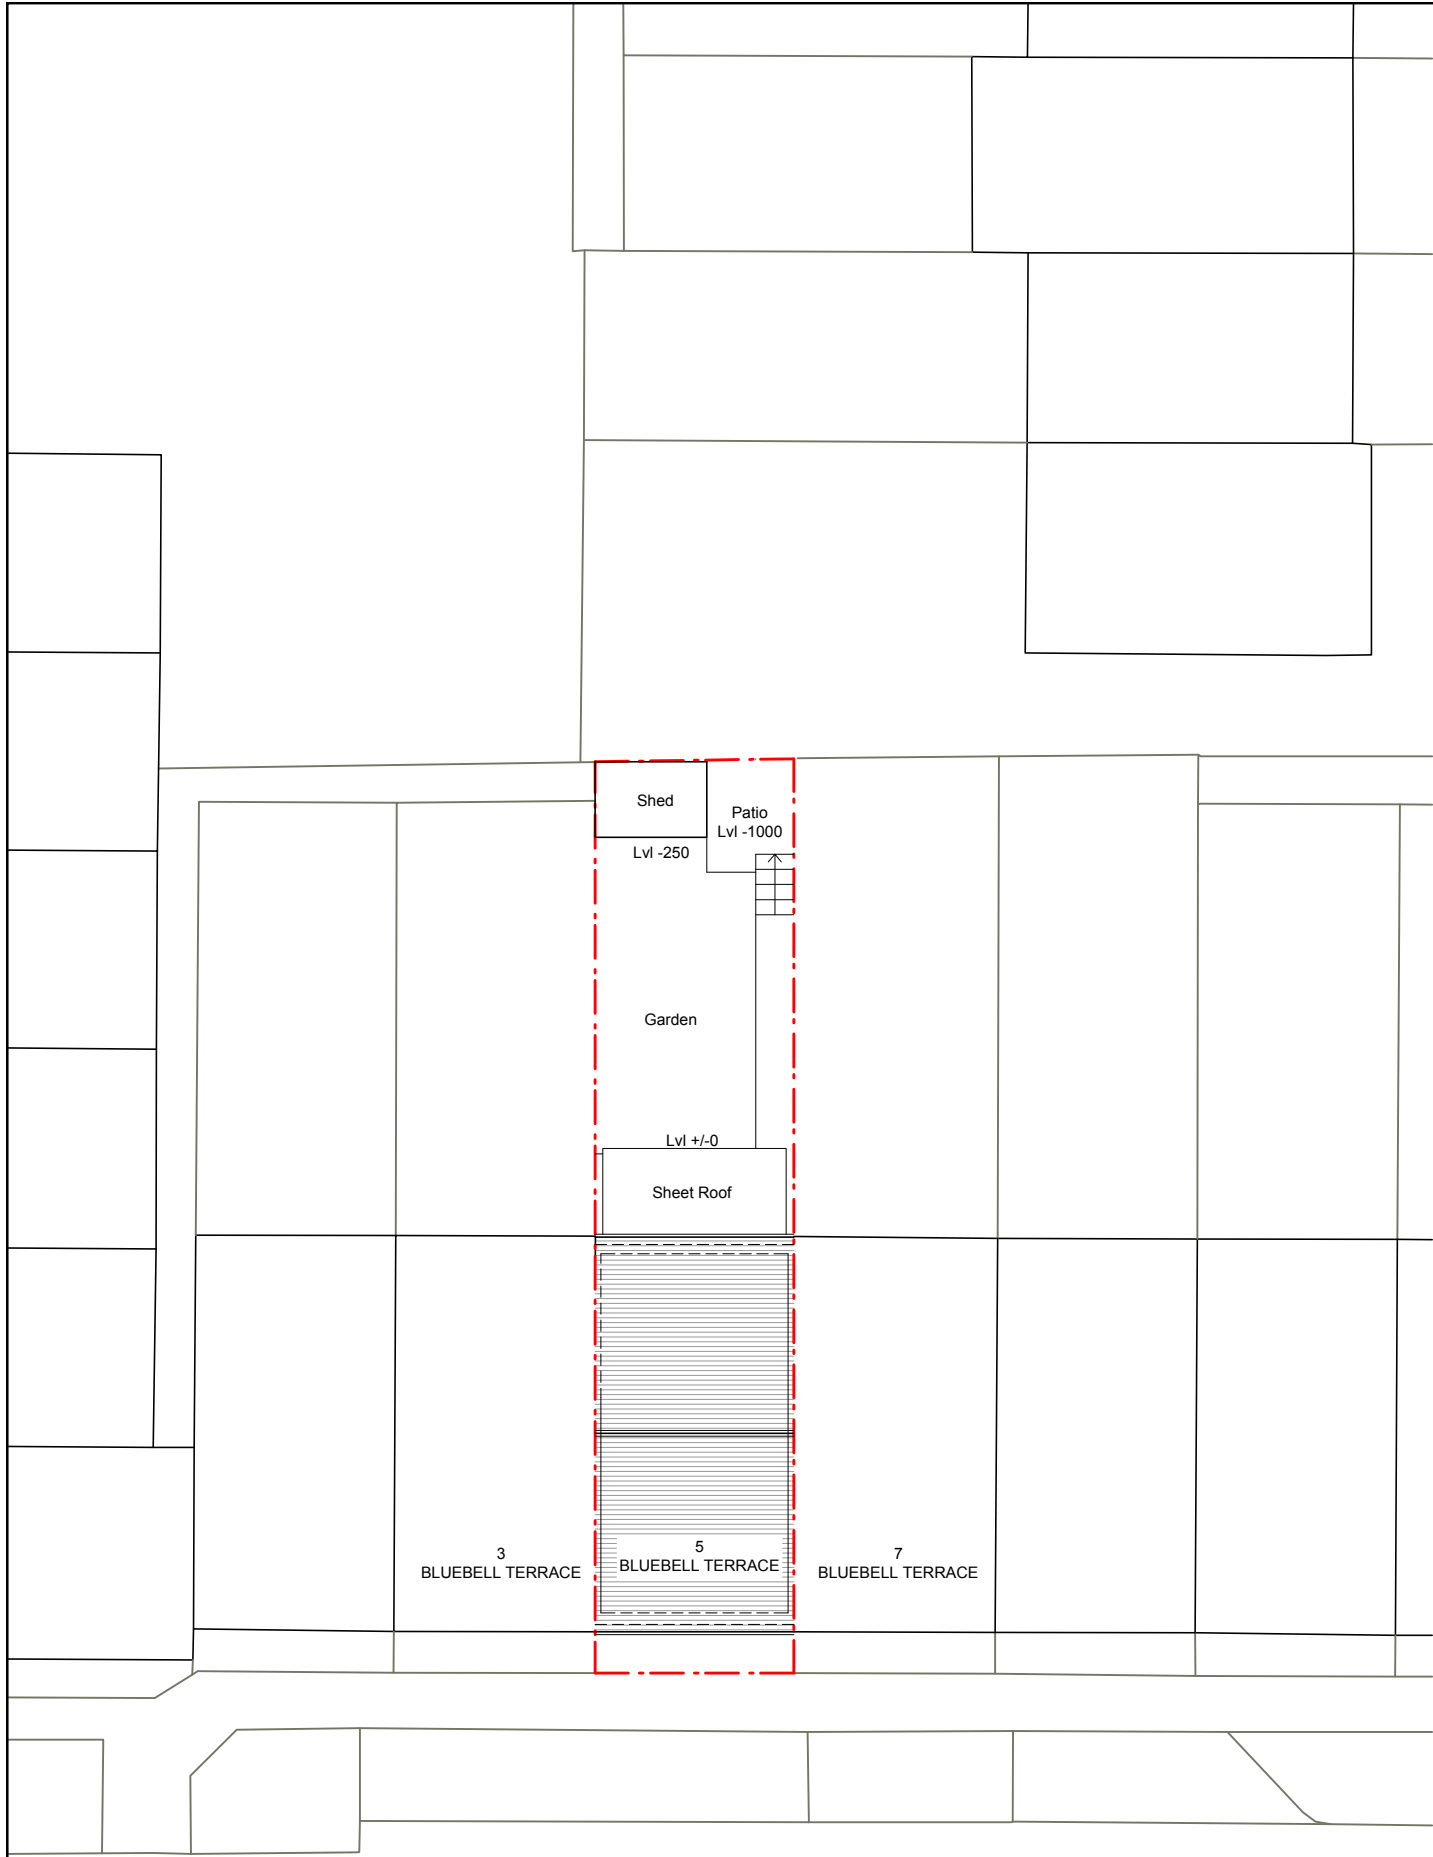 Shed
Patio
Lvl -1000
Lvl -250
Garden
Lvl +/-0
Sheet Roof
3
BLUEBELL TERRACE
5
BLUEBELL TERRACE
7
BLUEBELL TERRACE